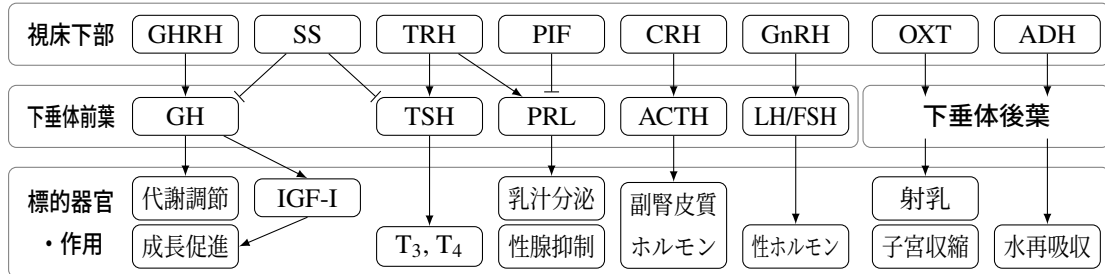 視床下部 GHRH SS TRH PIF CRH GnRH OXT ADH
下垂体前葉 GH TSH PRL ACTH LH/FSH 下垂体後葉
標的器官 代謝調節 IGF-I 乳汁分泌 副腎皮質 射乳
・作用 成長促進 T3, T4 性腺抑制 ホルモン 性ホルモン 子宮収縮 水再吸収